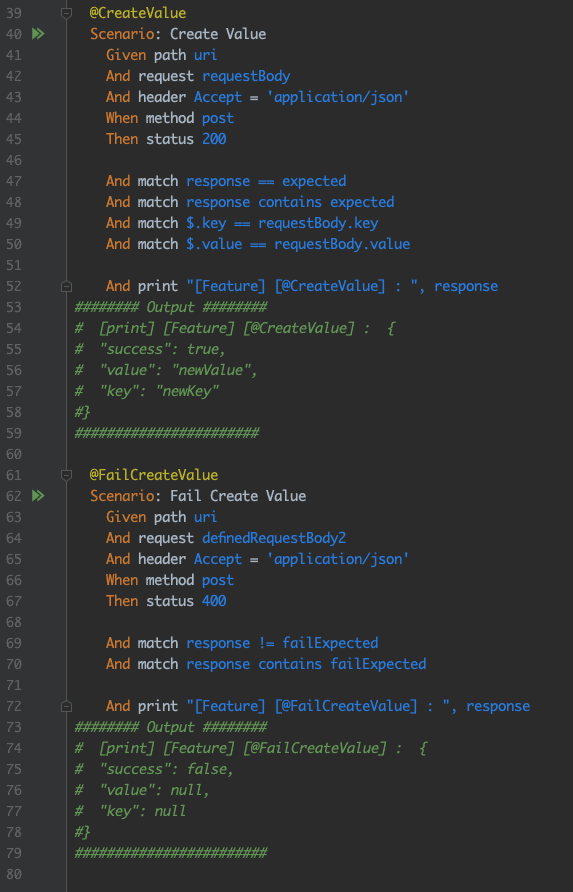 39 @CreateValue
40 Scenario: Create Value
41 Given path uri
42 And request requestBody
43 And header Accept = 'application/json'
44 When method post
45 Then status 200
46
47 And match response == expected
48 And match response contains expected
49 And match $.key == requestBody.key
50 And match $.value == requestBody.value
51
52 And print "[Feature] [@CreateValue] : ", response
53 ######## Output ########
54 #  [print] [Feature] [@CreateValue] :  {
55 #  "success": true,
56 #  "value": "newValue",
57 #  "key": "newKey"
58 #}
59 #######################
60
61 @FailCreateValue
62 Scenario: Fail Create Value
63 Given path uri
64 And request definedRequestBody2
65 And header Accept = 'application/json'
66 When method post
67 Then status 400
68
69 And match response != failExpected
70 And match response contains failExpected
71
72 And print "[Feature] [@FailCreateValue] : ", response
73 ######## Output ########
74 #  [print] [Feature] [@FailCreateValue] :  {
75 #  "success": false,
76 #  "value": null,
77 #  "key": null
78 #}
79 ########################
80